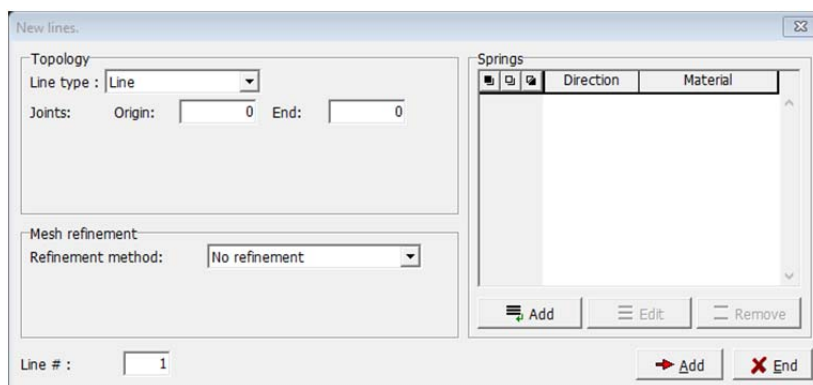 New lines.
Topology
Line type : Line
Joints: Origin: 0 End: 0
Mesh refinement
Refinement method: No refinement
Springs
Direction Material
Add Edit Remove
Line # : 1
Add End